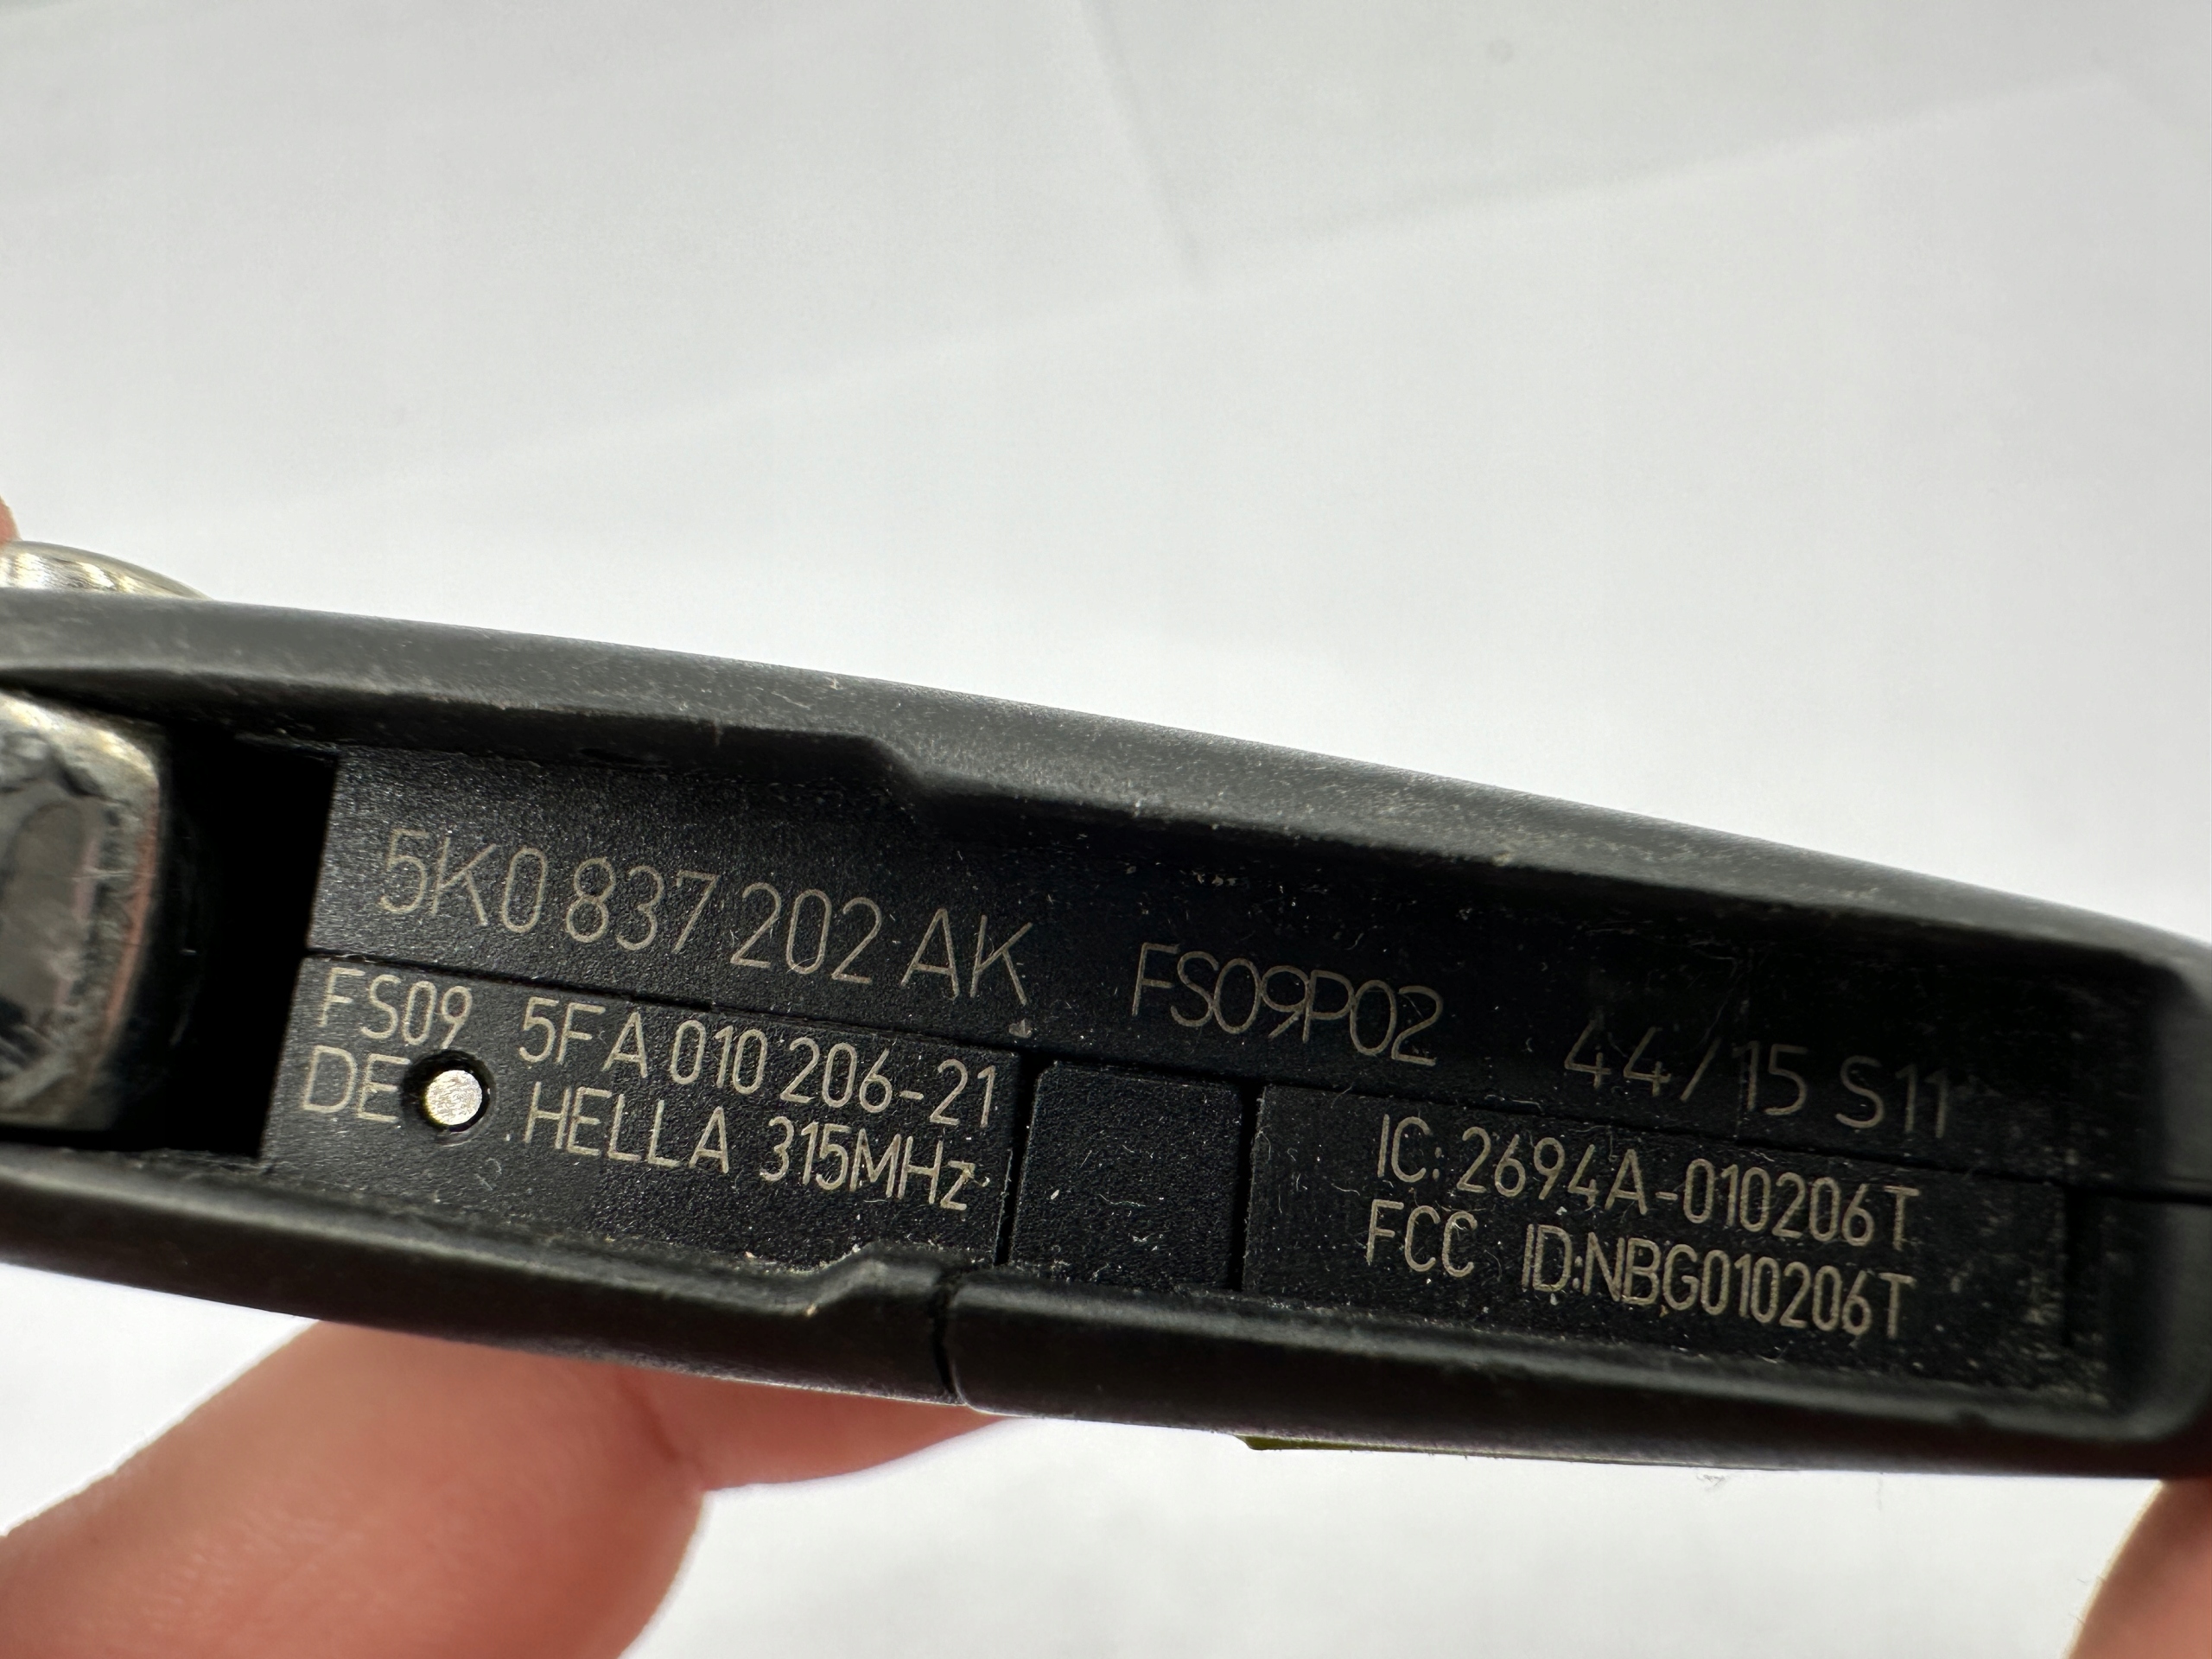 5K0 837 202 AK FS09P02 44/15 S11
FS09 5FA 010 206-21
DE HELLA 315MHz
IC: 2694A-010206T
FCC ID:NBG010206T